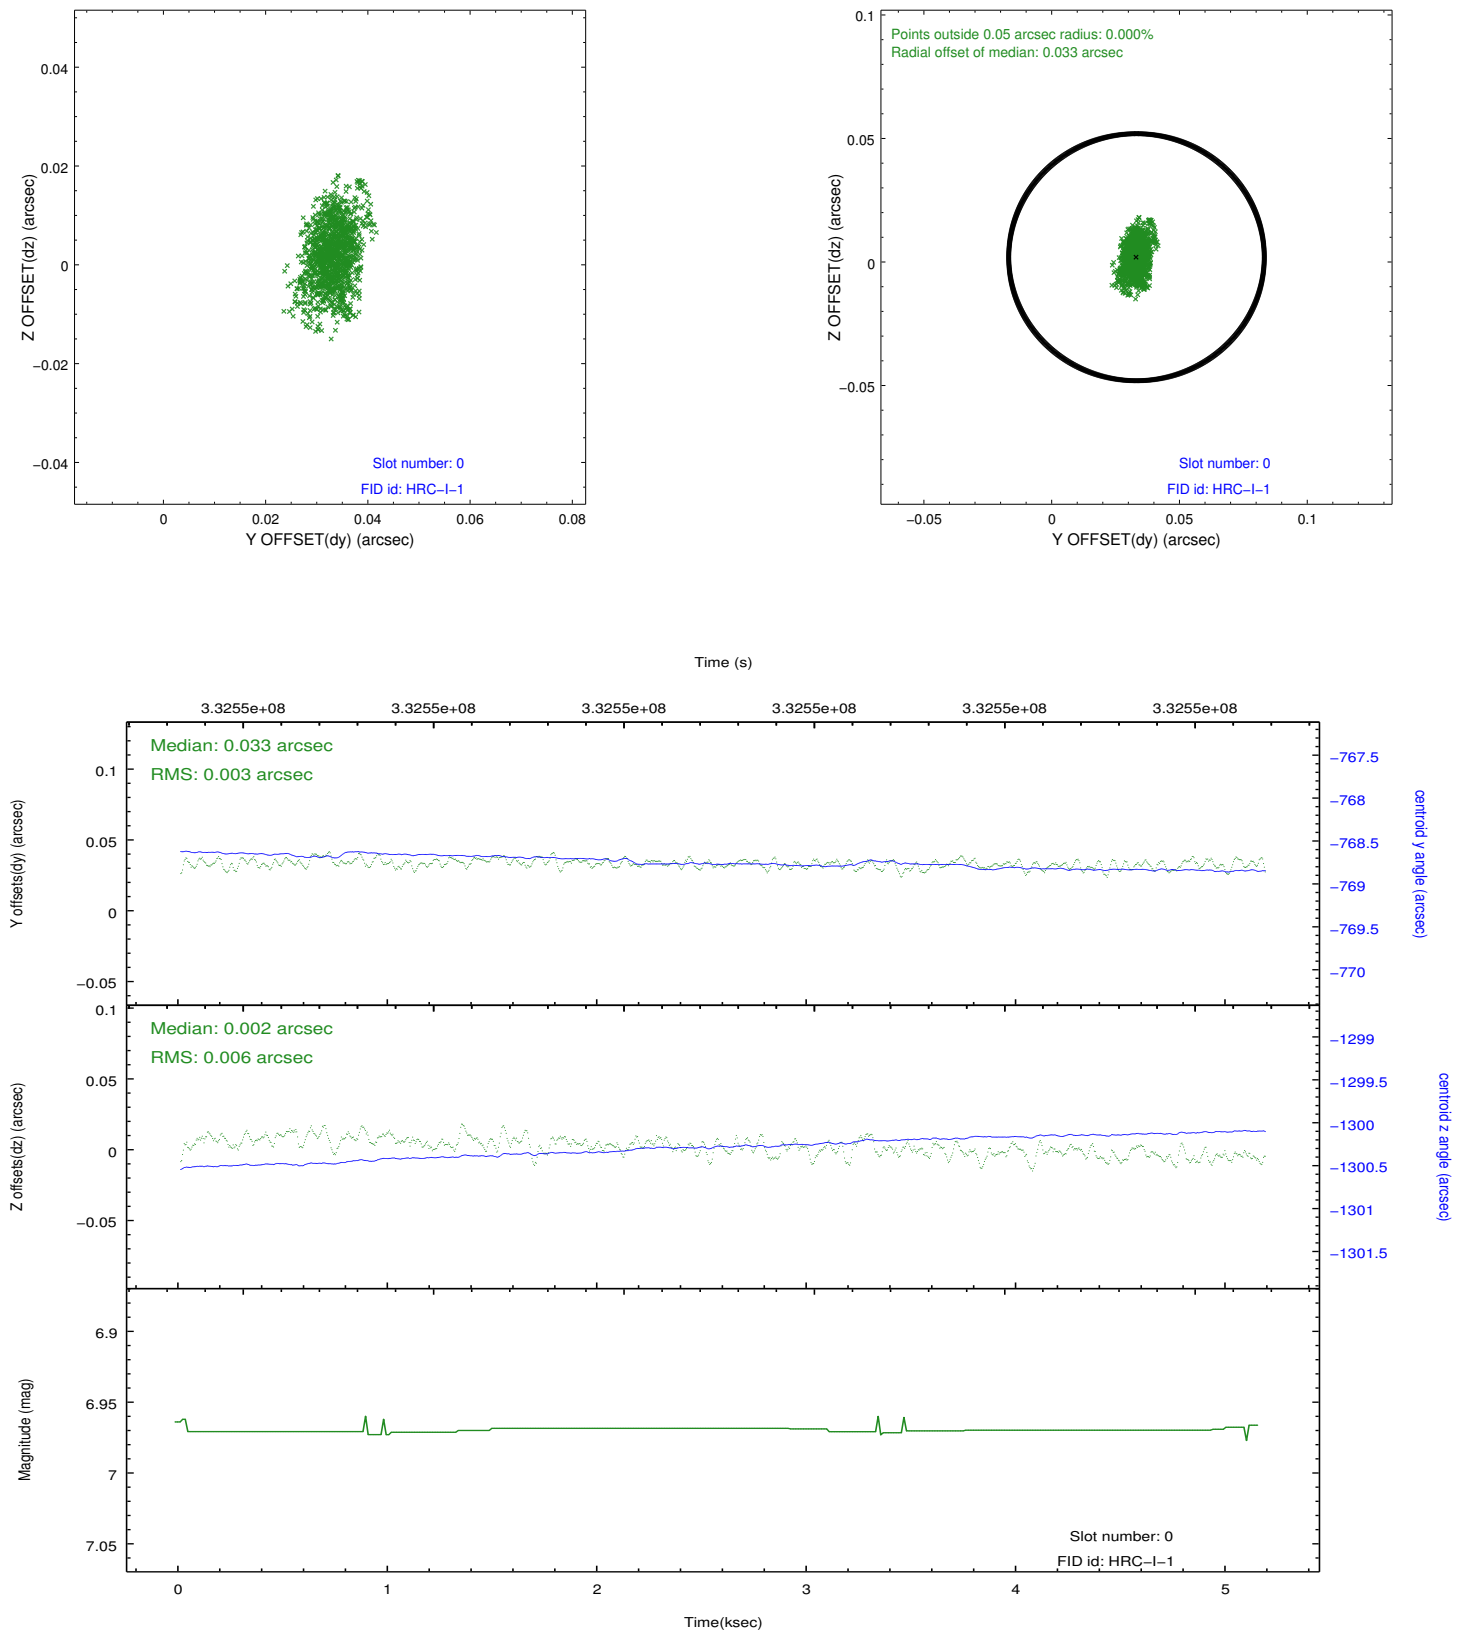 0.04
0.02
0
−0.02
−0.04
Z OFFSET(dz) (arcsec)
Slot number: 0
FID id: HRC−I−1
0 0.02 0.04 0.06 0.08
Y OFFSET(dy) (arcsec)
0.1
0.05
0
−0.05
Z OFFSET(dz) (arcsec)
Points outside 0.05 arcsec radius: 0.000%
Radial offset of median: 0.033 arcsec
Slot number: 0
FID id: HRC−I−1
−0.05 0 0.05 0.1
Y OFFSET(dy) (arcsec)
Time (s)
3.3255e+08 3.3255e+08 3.3255e+08 3.3255e+08 3.3255e+08 3.3255e+08
Median: 0.033 arcsec
RMS: 0.003 arcsec
0.1
0.05
0
−0.05
Y offsets(dy) (arcsec)
−767.5
−768
−768.5
−769
−769.5
−770
centroid y angle (arcsec)
Median: 0.002 arcsec
RMS: 0.006 arcsec
0.1
0.05
0
−0.05
Z offsets(dz) (arcsec)
−1299
−1299.5
−1300
−1300.5
−1301
−1301.5
centroid z angle (arcsec)
6.9
6.95
7
7.05
Magnitude (mag)
Slot number: 0
FID id: HRC−I−1
0 1 2 3 4 5
Time(ksec)